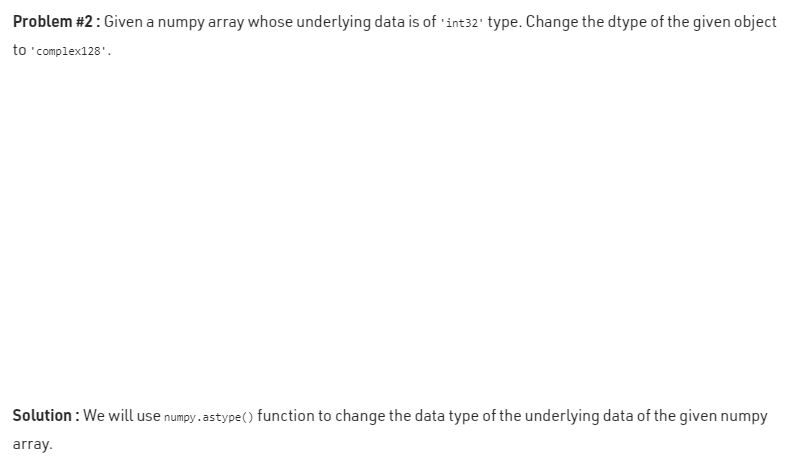 Problem #2 : Given a numpy array whose underlying data is of 'int32' type. Change the dtype of the given object
to 'complex128'.
Solution : We will use numpy.astype() function to change the data type of the underlying data of the given numpy
array.